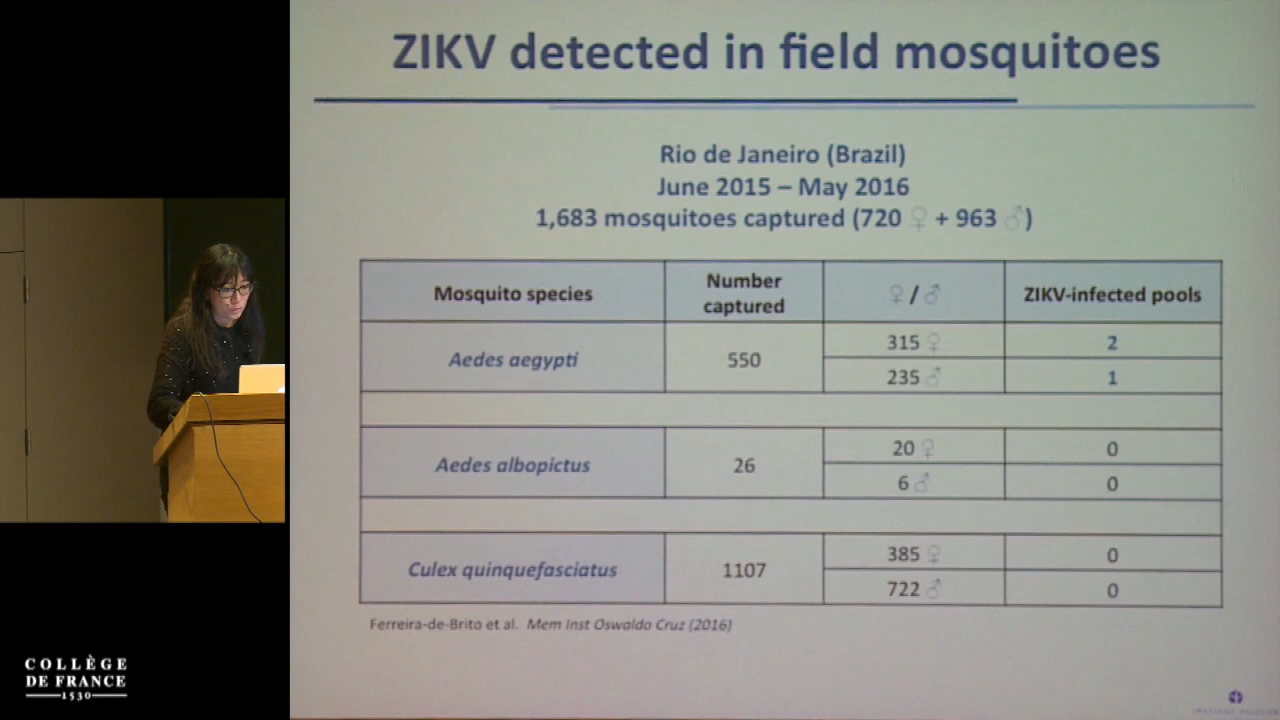 ZIKV detected in field mosquitoes
Rio de Janeiro (Brazil)
June 2015 – May 2016
1,683 mosquitoes captured (720 ♀ + 963 ♂)
Mosquito species
Number captured
♀ / ♂
ZIKV-infected pools
Aedes aegypti
550
315 ♀
2
235 ♂
1
Aedes albopictus
26
20 ♀
0
6 ♂
0
Culex quinquefasciatus
1107
385 ♀
0
722 ♂
0
Ferreira-de-Brito et al. Mem Inst Oswaldo Cruz (2016)
COLLÈGE
DE FRANCE
1530